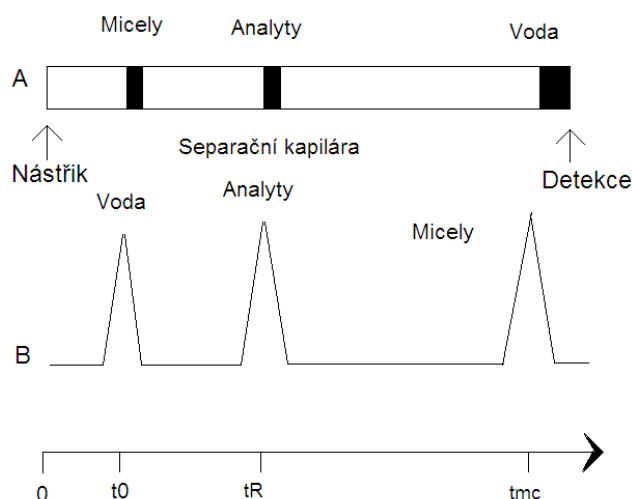 Micely Analyty Voda
A
Separační kapilára
Nástřik Detekce
Voda Analyty Micely
B
0 t0 tR tmc